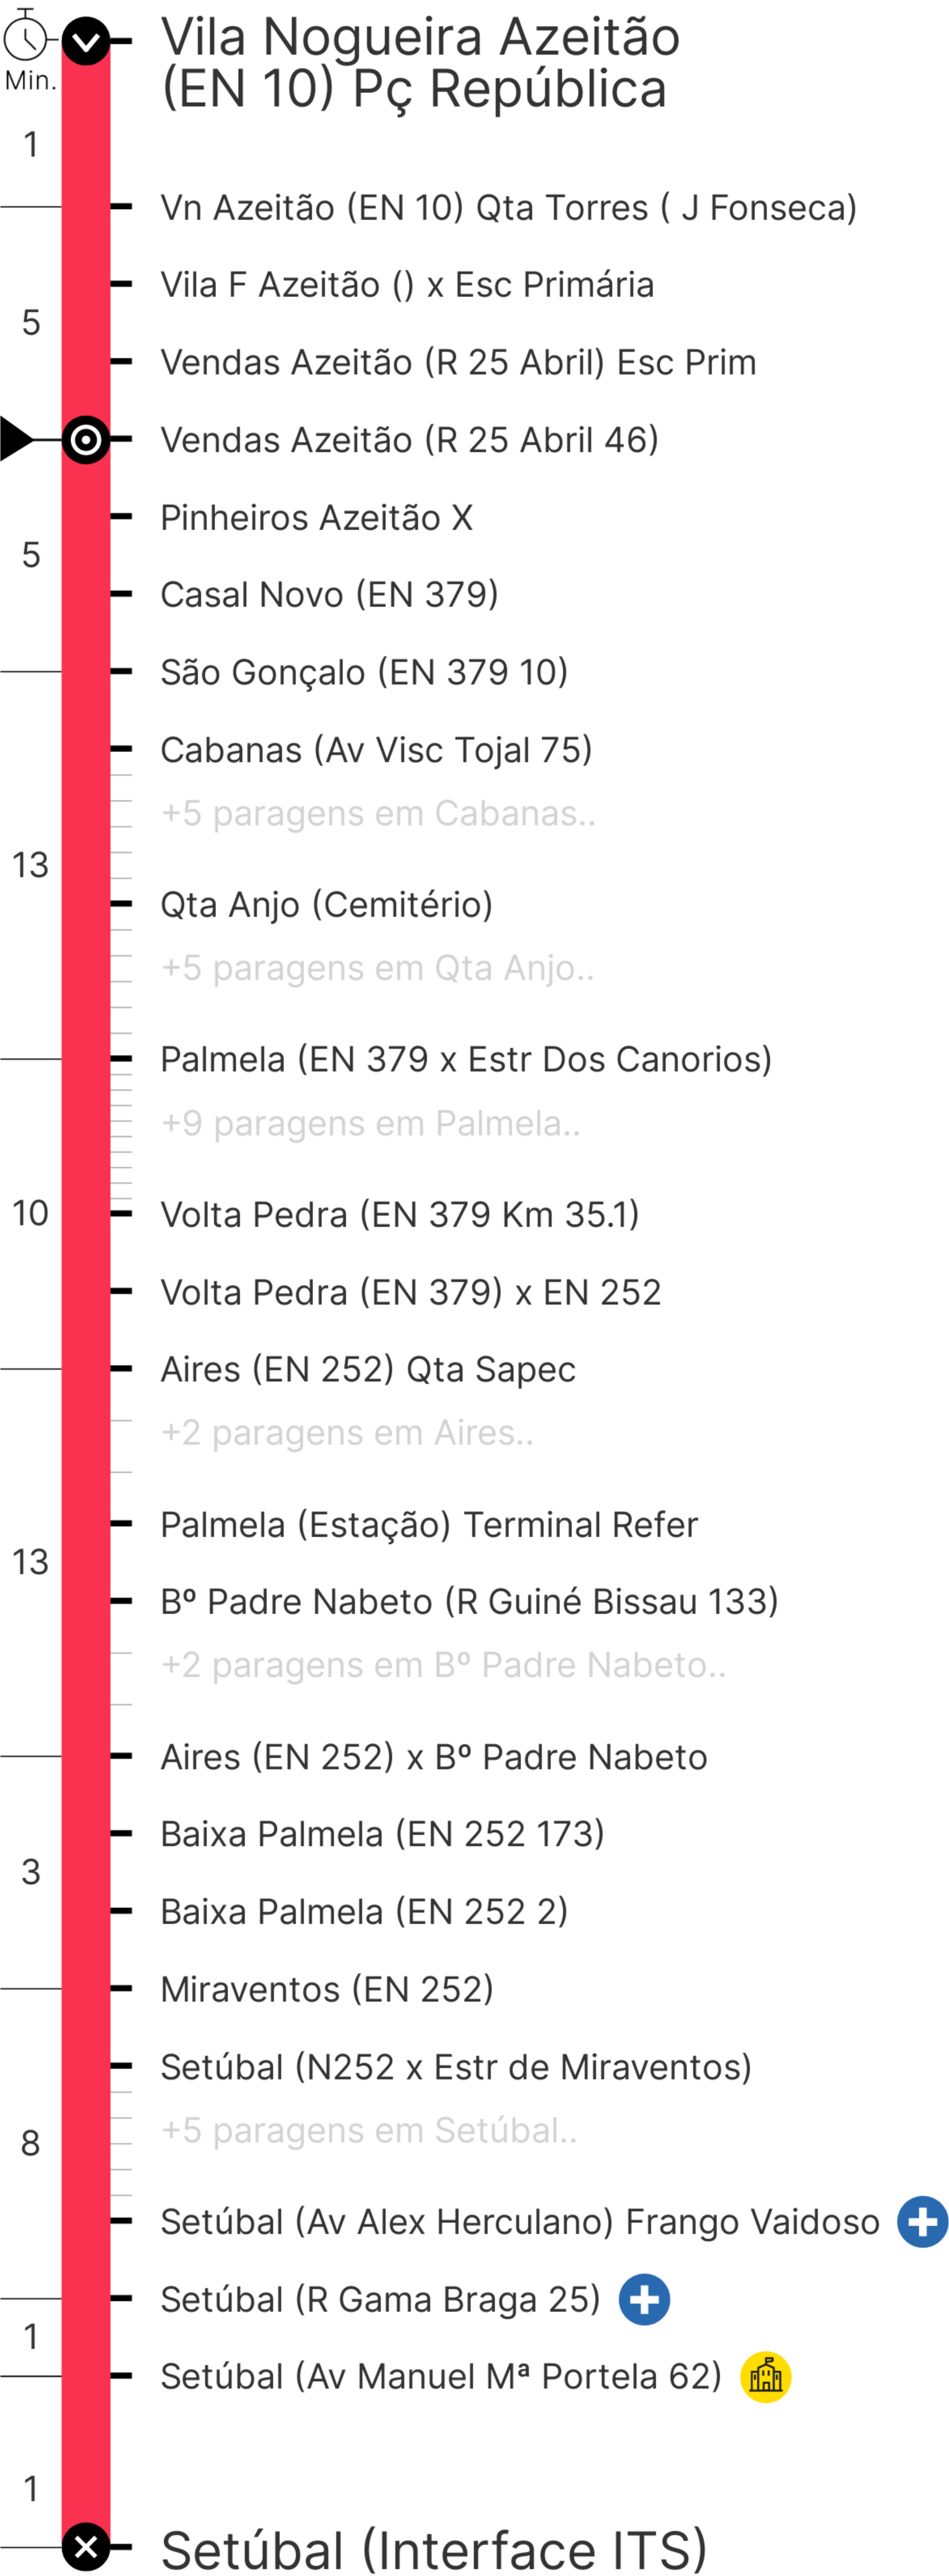 Vila Nogueira Azeitão
(EN 10) Pç República
Min.
1
Vn Azeitão (EN 10) Qta Torres ( J Fonseca)
Vila F Azeitão () x Esc Primária
5
Vendas Azeitão (R 25 Abril) Esc Prim
Vendas Azeitão (R 25 Abril 46)
Pinheiros Azeitão X
5
Casal Novo (EN 379)
São Gonçalo (EN 379 10)
Cabanas (Av Visc Tojal 75)
+5 paragens em Cabanas..
13
Qta Anjo (Cemitério)
+5 paragens em Qta Anjo..
Palmela (EN 379 x Estr Dos Canorios)
+9 paragens em Palmela..
10
Volta Pedra (EN 379 Km 35.1)
Volta Pedra (EN 379) x EN 252
Aires (EN 252) Qta Sapec
+2 paragens em Aires..
Palmela (Estação) Terminal Refer
13
Bº Padre Nabeto (R Guiné Bissau 133)
+2 paragens em Bº Padre Nabeto..
Aires (EN 252) x Bº Padre Nabeto
Baixa Palmela (EN 252 173)
3
Baixa Palmela (EN 252 2)
Miraventos (EN 252)
Setúbal (N252 x Estr de Miraventos)
+5 paragens em Setúbal..
8
Setúbal (Av Alex Herculano) Frango Vaidoso
Setúbal (R Gama Braga 25)
1
Setúbal (Av Manuel Mª Portela 62)
1
Setúbal (Interface ITS)